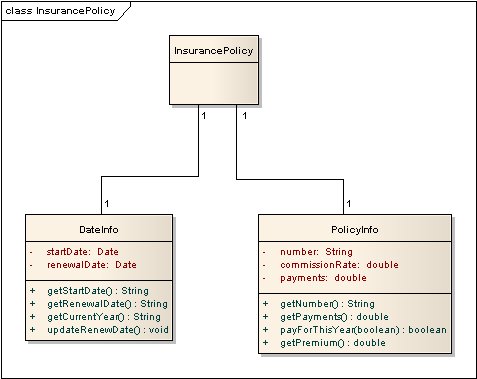 class InsurancePolicy
InsurancePolicy
1
1
1
1
DateInfo
- startDate: Date
- renewalDate: Date
+ getStartDate() : String
+ getRenewalDate() : String
+ getCurrentYear() : String
+ updateRenewDate() : void
PolicyInfo
- number: String
- commissionRate: double
- payments: double
+ getNumber() : String
+ getPayments() : double
+ payForThisYear(boolean) : boolean
+ getPremium() : double